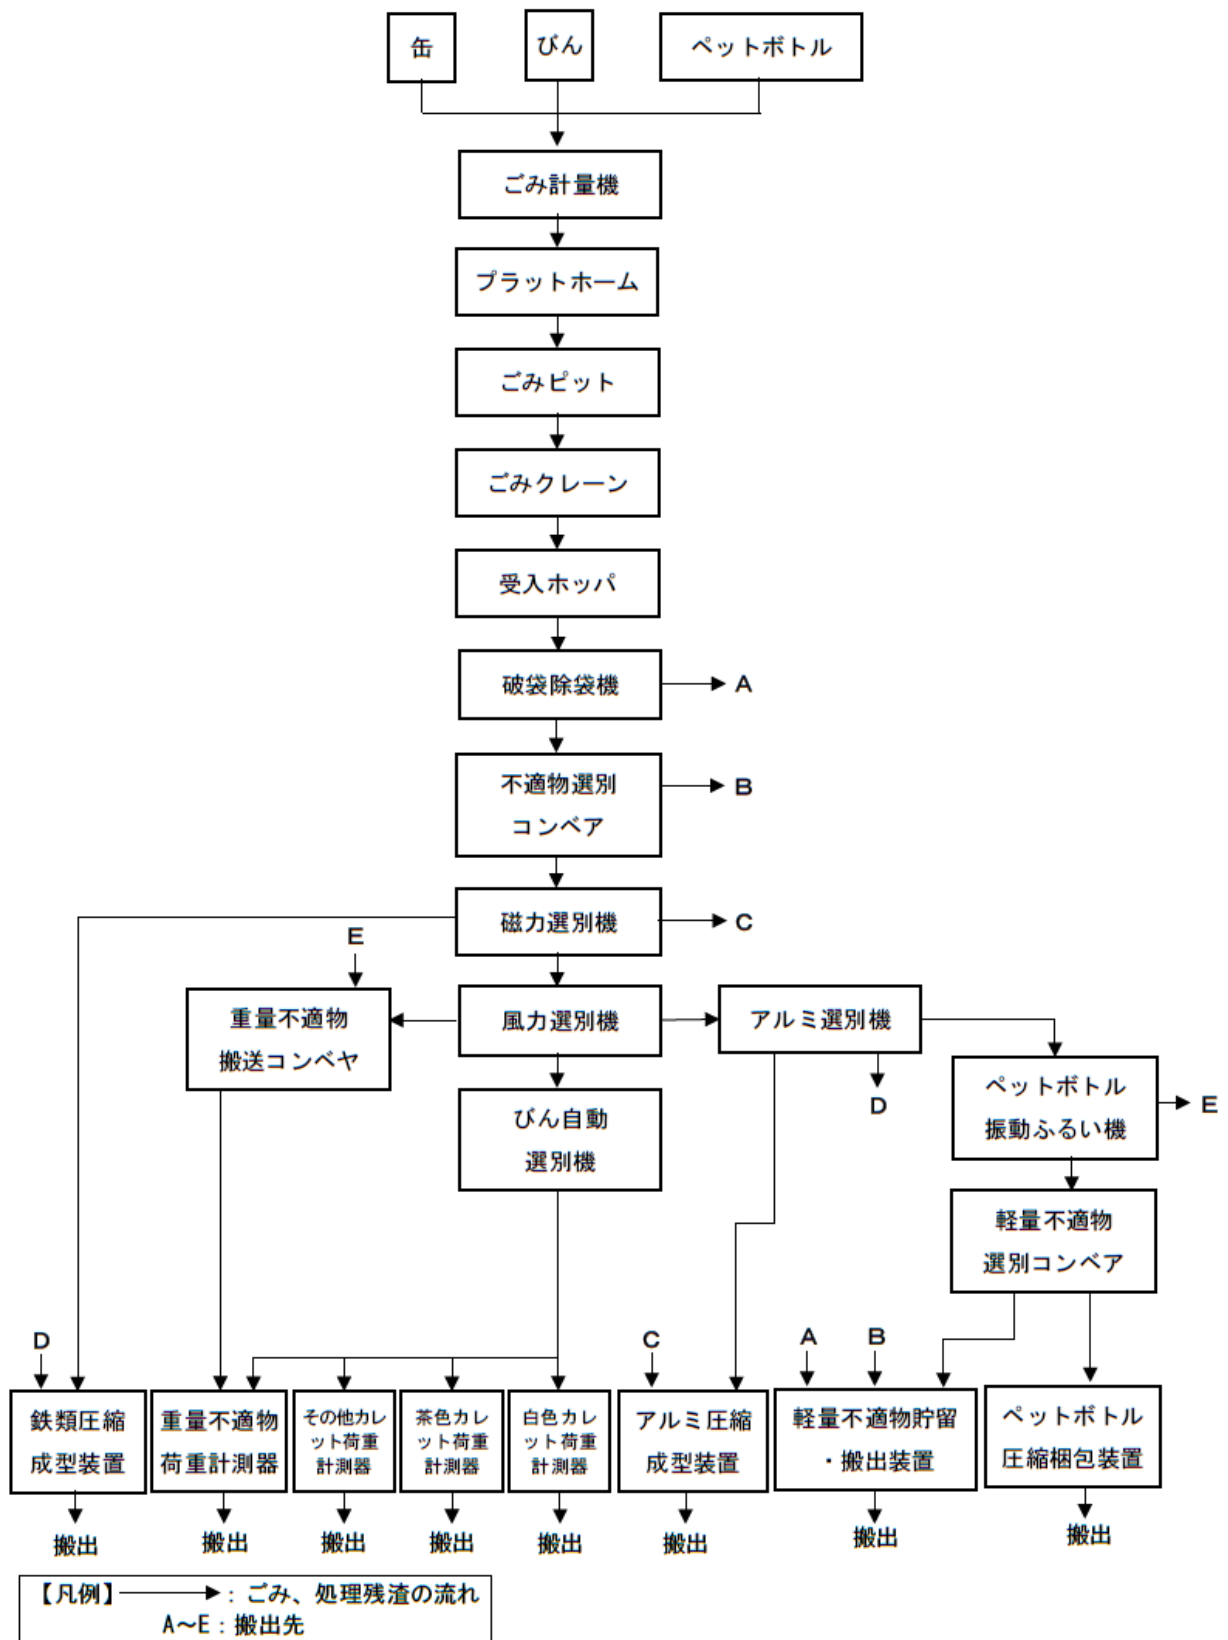 缶
びん
ペットボトル
ごみ計量機
プラットホーム
ごみピット
ごみクレーン
受入ホッパ
破袋除袋機
A
不適物選別
コンベア
B
磁力選別機
C
E
重量不適物
搬送コンベヤ
風力選別機
アルミ選別機
D
ペットボトル
振動ふるい機
E
びん自動
選別機
軽量不適物
選別コンベア
D
C
A
B
鉄類圧縮
成型装置
重量不適物
荷重計測器
その他カレ
ット荷重
計測器
茶色カレ
ット荷重
計測器
白色カレ
ット荷重
計測器
アルミ圧縮
成型装置
軽量不適物貯留
・搬出装置
ペットボトル
圧縮梱包装置
搬出
搬出
搬出
搬出
搬出
搬出
搬出
搬出
【凡例】 : ごみ、処理残渣の流れ
A～E : 搬出先